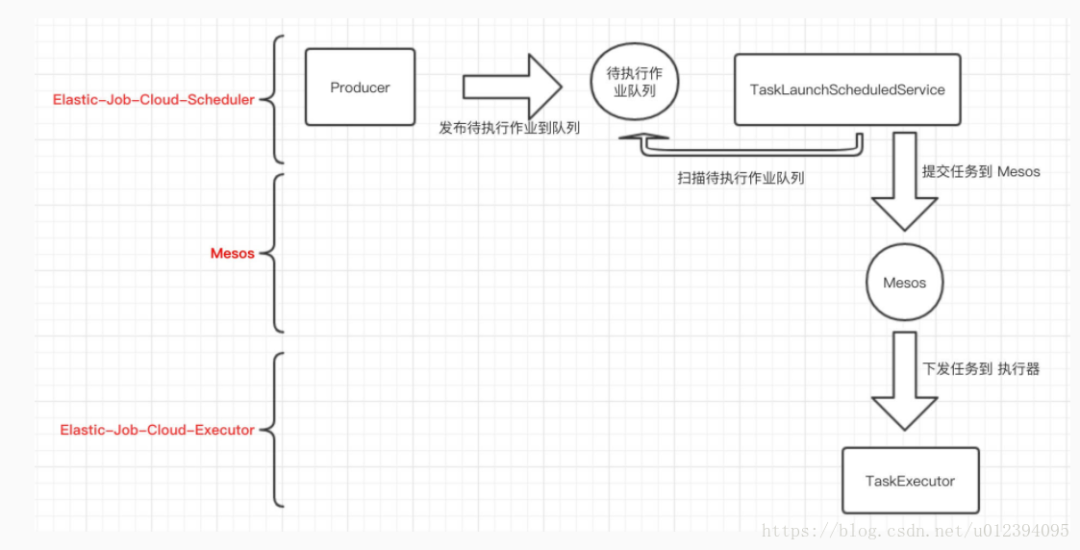 Elastic-Job-Cloud-Scheduler
Producer
发布待执行作业到队列
待执行作
业队列
TaskLaunchScheduledService
扫描待执行作业队列
提交任务到 Mesos
Mesos
Mesos
下发任务到 执行器
Elastic-Job-Cloud-Executor
TaskExecutor
https://blog.csdn.net/u012394095